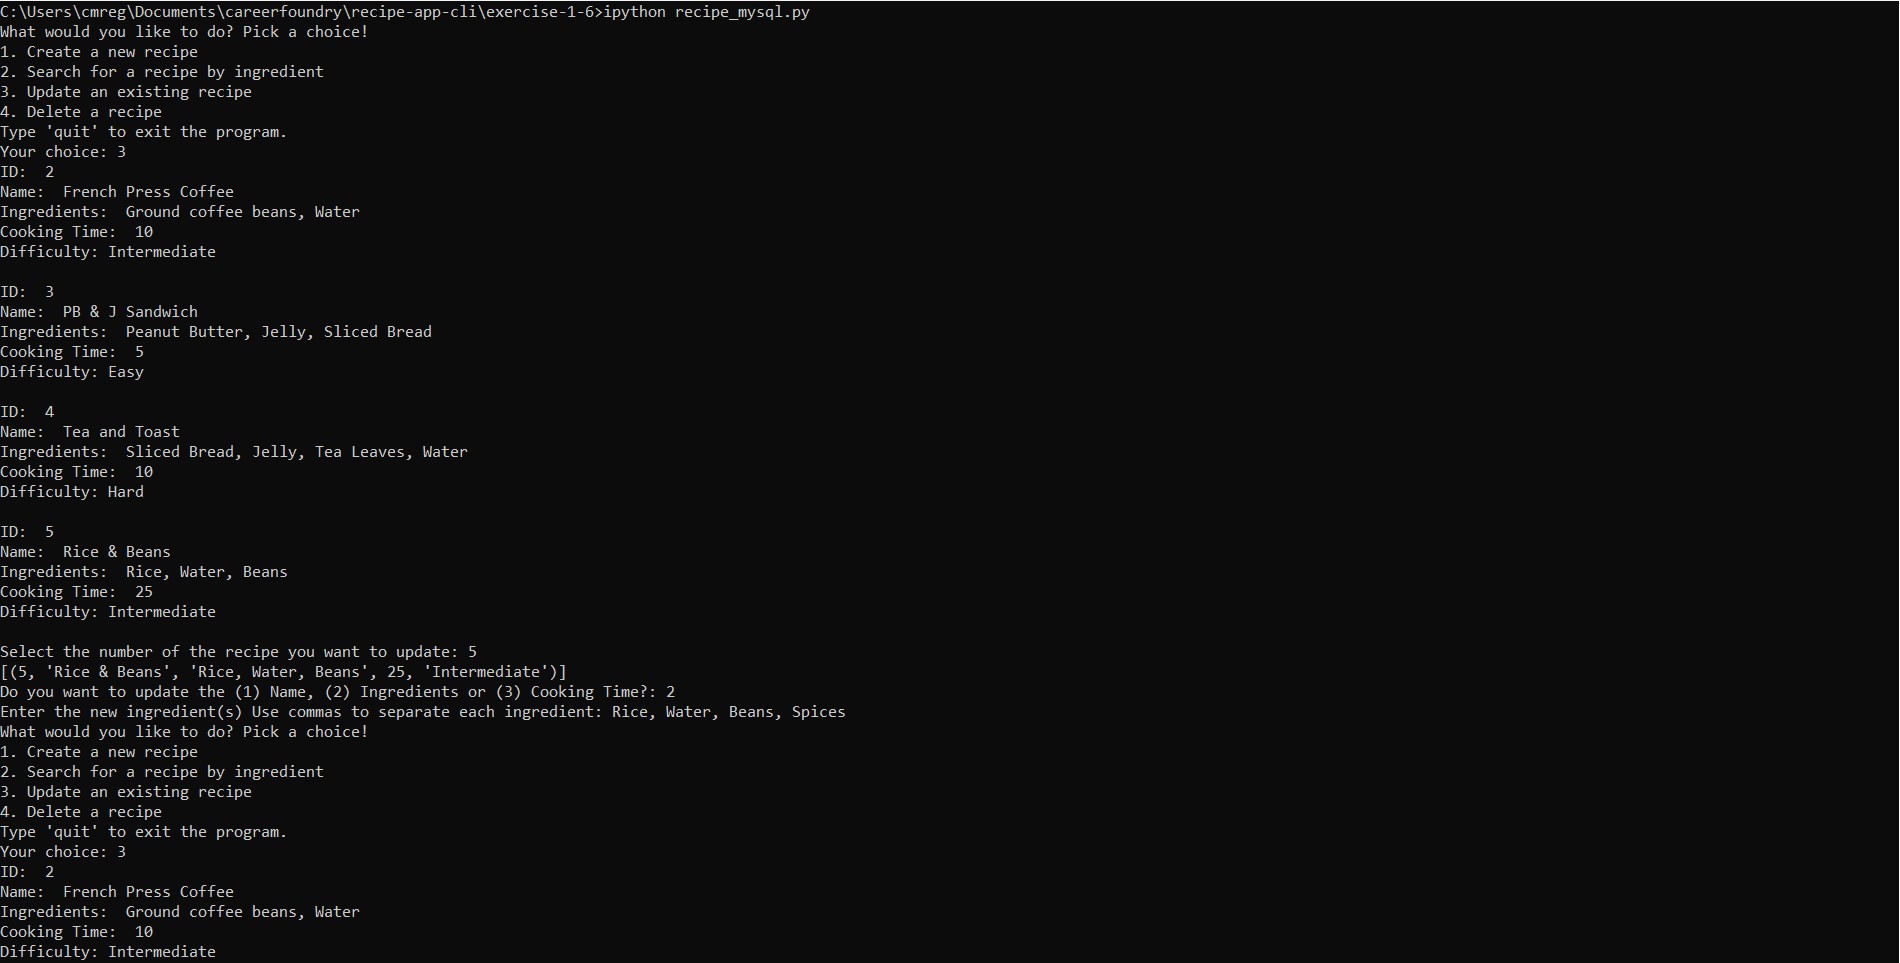 C:\Users\cmreg\Documents\careerfoundry\recipe-app-cli\exercise-1-6>ipython recipe_mysql.py
What would you like to do? Pick a choice!
1. Create a new recipe
2. Search for a recipe by ingredient
3. Update an existing recipe
4. Delete a recipe
Type 'quit' to exit the program.
Your choice: 3
ID:  2
Name:  French Press Coffee
Ingredients:  Ground coffee beans, Water
Cooking Time:  10
Difficulty: Intermediate

ID:  3
Name:  PB & J Sandwich
Ingredients:  Peanut Butter, Jelly, Sliced Bread
Cooking Time:  5
Difficulty: Easy

ID:  4
Name:  Tea and Toast
Ingredients:  Sliced Bread, Jelly, Tea Leaves, Water
Cooking Time:  10
Difficulty: Hard

ID:  5
Name:  Rice & Beans
Ingredients:  Rice, Water, Beans
Cooking Time:  25
Difficulty: Intermediate

Select the number of the recipe you want to update: 5
[(5, 'Rice & Beans', 'Rice, Water, Beans', 25, 'Intermediate')]
Do you want to update the (1) Name, (2) Ingredients or (3) Cooking Time?: 2
Enter the new ingredient(s) Use commas to separate each ingredient: Rice, Water, Beans, Spices
What would you like to do? Pick a choice!
1. Create a new recipe
2. Search for a recipe by ingredient
3. Update an existing recipe
4. Delete a recipe
Type 'quit' to exit the program.
Your choice: 3
ID:  2
Name:  French Press Coffee
Ingredients:  Ground coffee beans, Water
Cooking Time:  10
Difficulty: Intermediate